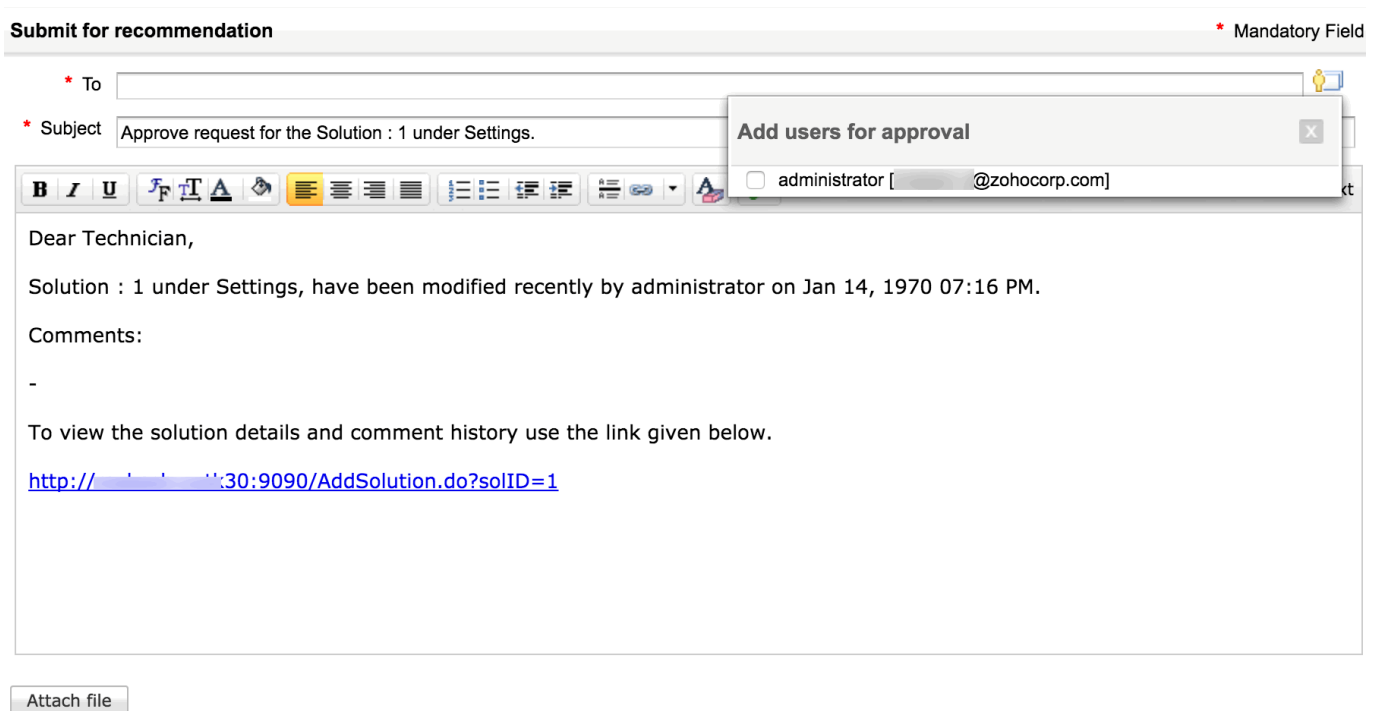 Submit for recommendation
* Mandatory Field
* To
* Subject
Approve request for the Solution : 1 under Settings.
Add users for approval
X
administrator [ @zohocorp.com]
B I U
Dear Technician,
Solution : 1 under Settings, have been modified recently by administrator on Jan 14, 1970 07:16 PM.
Comments:
-
To view the solution details and comment history use the link given below.
http:// 30:9090/AddSolution.do?solID=1
Attach file